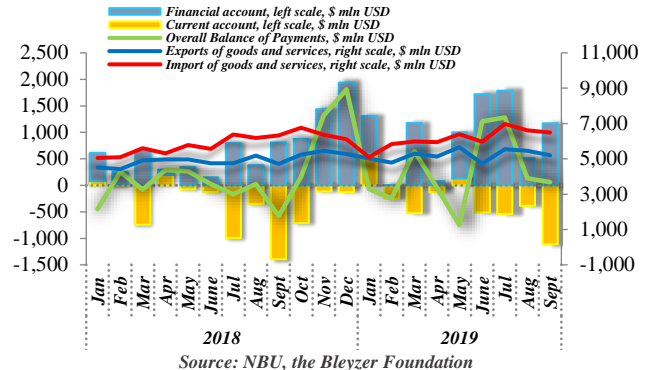 Financial account, left scale, $ mln USD
Current account, left scale, $ mln USD
Overall Balance of Payments, $ mln USD
Exports of goods and services, right scale, $ mln USD
Import of goods and services, right scale, $ mln USD
2,500
2,000
1,500
1,000
500
0
-500
-1,000
-1,500
11,000
9,000
7,000
5,000
3,000
1,000
-1,000
Jan Feb Mar Apr May June Jul Aug Sept Oct Nov Dec Jan Feb Mar Apr May June Jul Aug Sept
2018 2019
Source: NBU, the Bleyzer Foundation